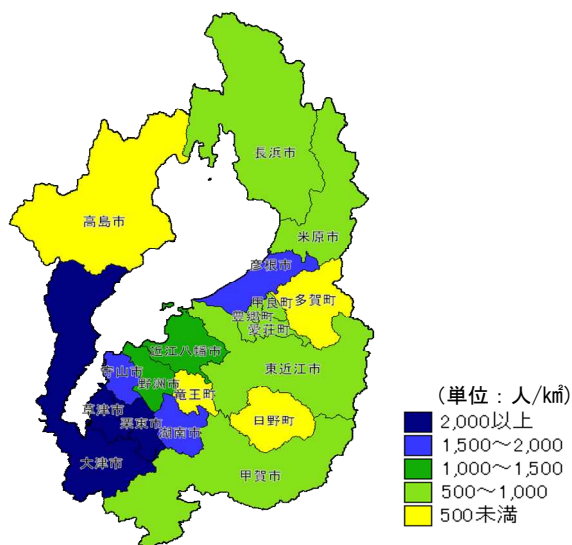 長浜市
高島市
米原市
彦根市
多賀町
甲良町
豊郷町
愛荘町
近江八幡市
東近江市
守山市
野洲市
竜王町
草津市
栗東市
日野町
湖南市
大津市
甲賀市
(単位：人/k㎡)
2,000以上
1,500～2,000
1,000～1,500
500～1,000
500未満